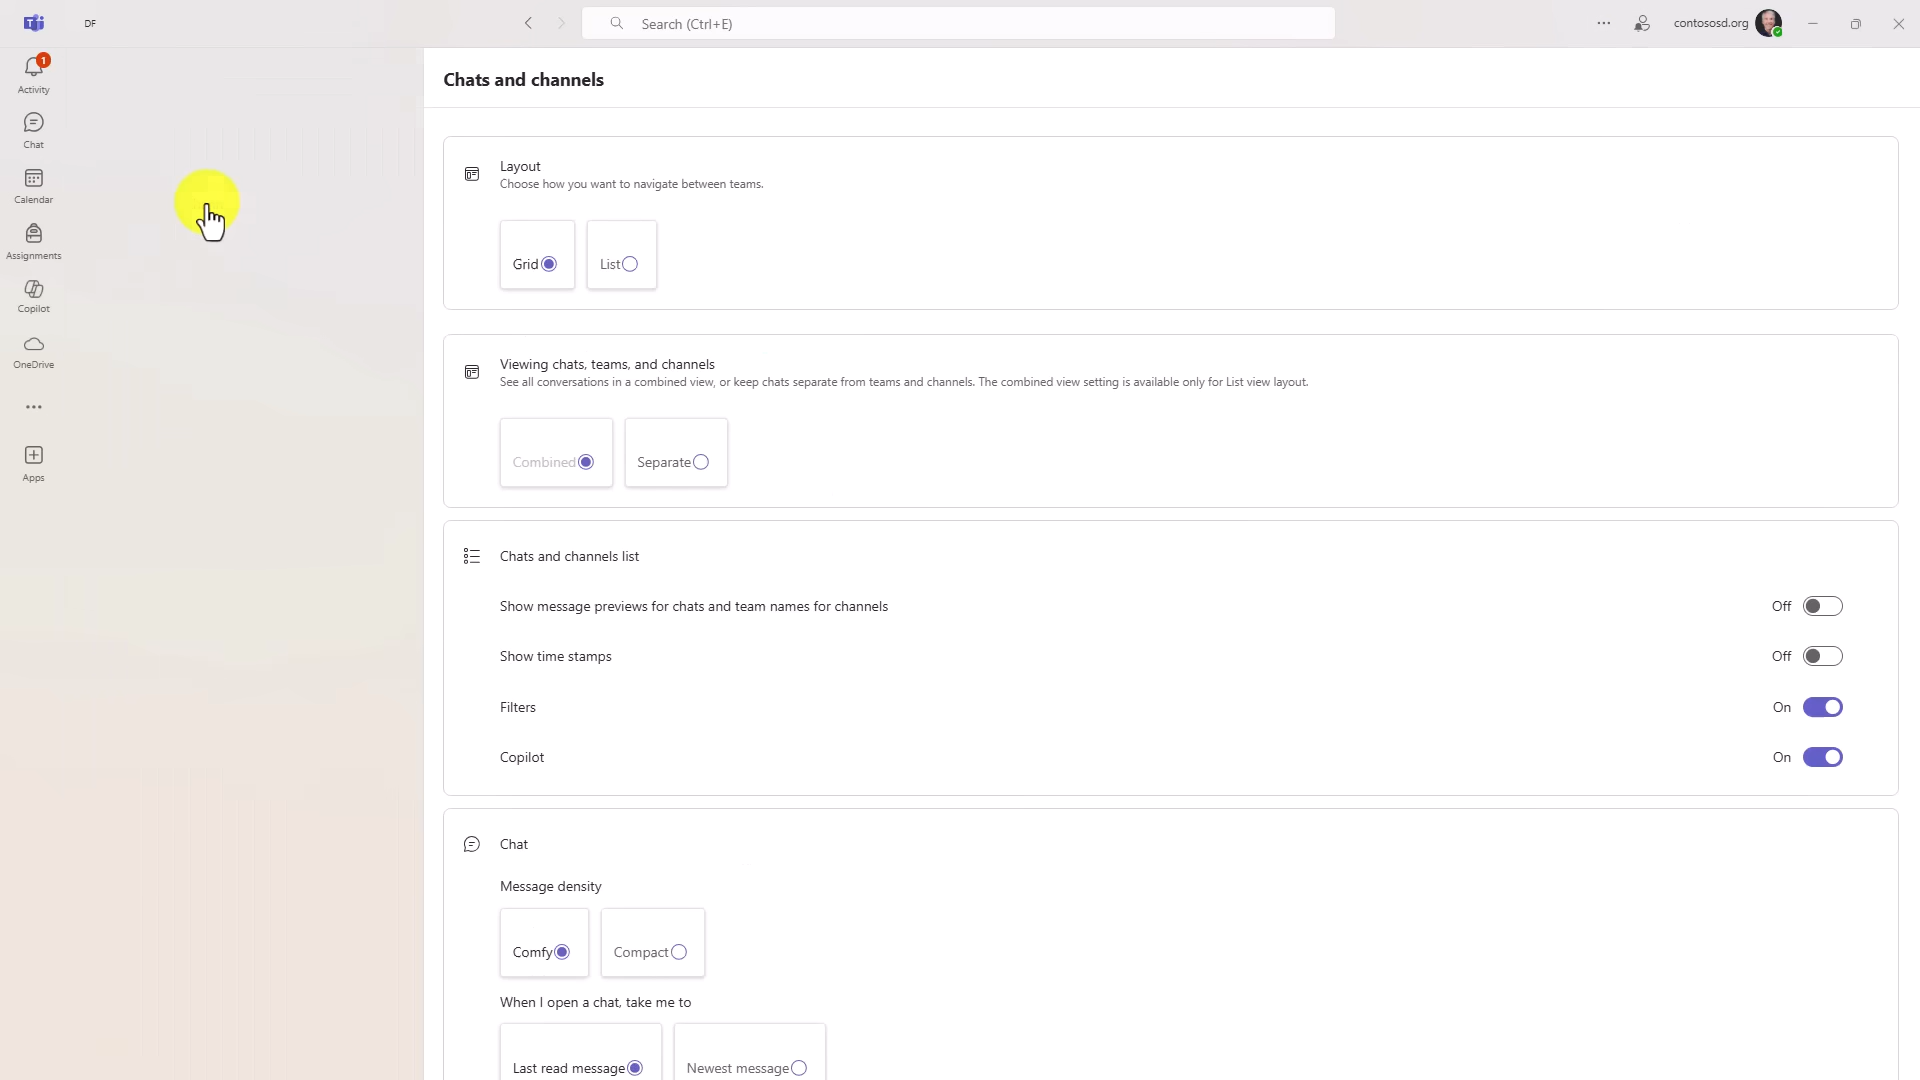 DF
Search (Ctrl+E)
contososd.org
1
Activity
Chat
Calendar
Assignments
Copilot
OneDrive
Apps
Chats and channels
Layout
Choose how you want to navigate between teams.
Grid
List
Viewing chats, teams, and channels
See all conversations in a combined view, or keep chats separate from teams and channels. The combined view setting is available only for List view layout.
Combined
Separate
Chats and channels list
Show message previews for chats and team names for channels
Off
Show time stamps
Off
Filters
On
Copilot
On
Chat
Message density
Comfy
Compact
When I open a chat, take me to
Last read message
Newest message